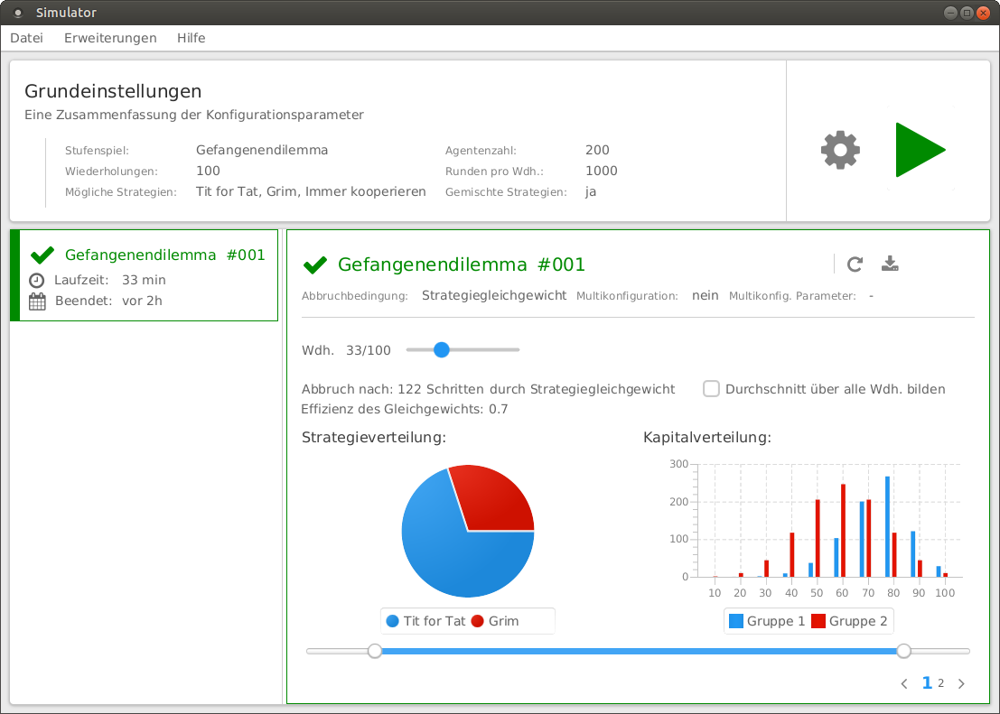 Simulator
Datei Erweiterungen Hilfe
Grundeinstellungen
Eine Zusammenfassung der Konfigurationsparameter
Stufenspiel: Gefangenendilemma Agentenzahl: 200
Wiederholungen: 100 Runden pro Wdh.: 1000
Mögliche Strategien: Tit for Tat, Grim, Immer kooperieren Gemischte Strategien: ja
Gefangenendilemma #001
Laufzeit: 33 min
Beendet: vor 2h
Gefangenendilemma #001
Abbruchbedingung: Strategiegleichgewicht Multikonfiguration: nein Multikonfig. Parameter: -
Wdh. 33/100
Abbruch nach: 122 Schritten durch Strategiegleichgewicht Durchschnitt über alle Wdh. bilden
Effizienz des Gleichgewichts: 0.7
Strategieverteilung: Kapitalverteilung:
300
200
100
0
10 20 30 40 50 60 70 80 90 100
Tit for Tat Grim Gruppe 1 Gruppe 2
1 2